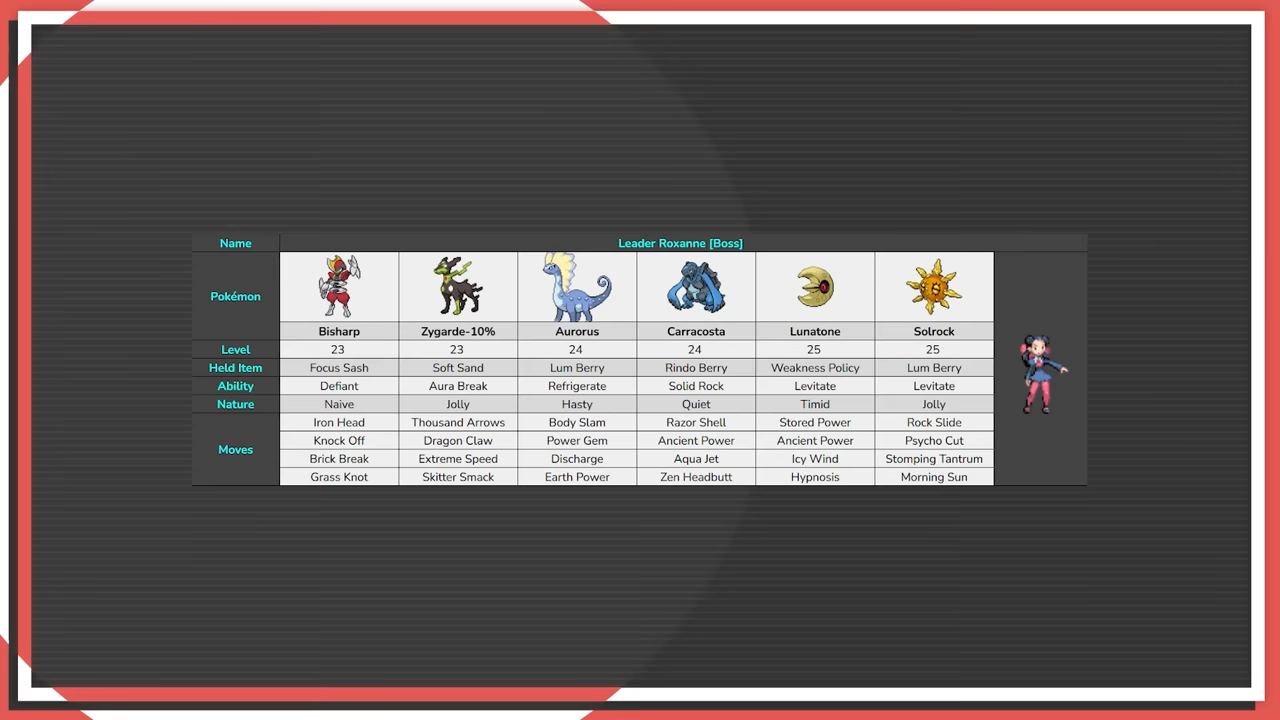 Name Leader Roxanne [Boss]
Pokémon
Bisharp Zygarde-10% Aurorus Carracosta Lunatone Solrock
Level 23 23 24 24 25 25
Held Item Focus Sash Soft Sand Lum Berry Rindo Berry Weakness Policy Lum Berry
Ability Defiant Aura Break Refrigerate Solid Rock Levitate Levitate
Nature Naive Jolly Hasty Quiet Timid Jolly
Moves
Iron Head Thousand Arrows Body Slam Razor Shell Stored Power Rock Slide
Knock Off Dragon Claw Power Gem Ancient Power Ancient Power Psycho Cut
Brick Break Extreme Speed Discharge Aqua Jet Icy Wind Stomping Tantrum
Grass Knot Skitter Smack Earth Power Zen Headbutt Hypnosis Morning Sun